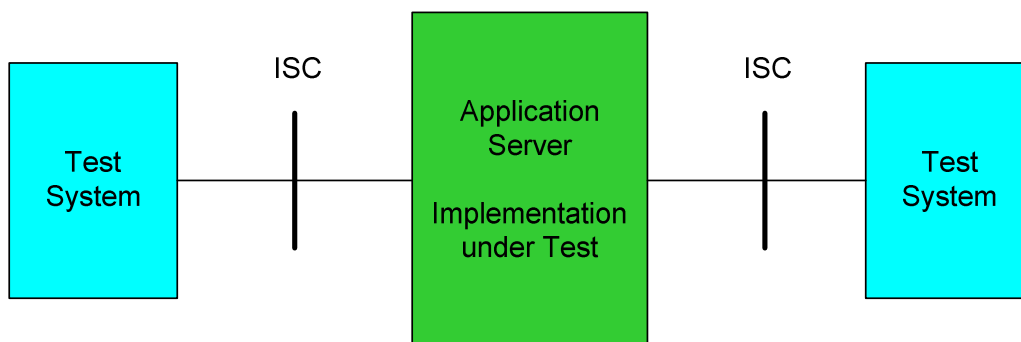 ISC
ISC
Test
System
Application
Server
Implementation
under Test
Test
System